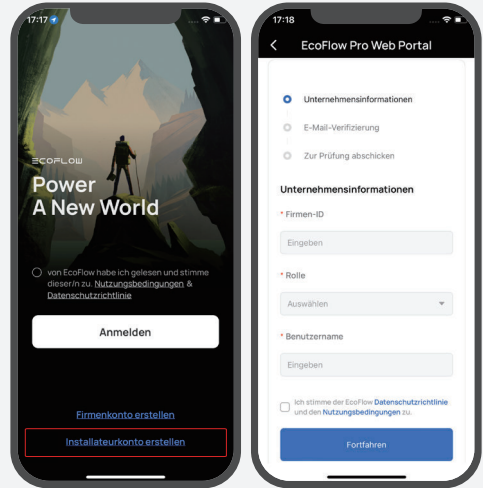 17:17
ECOFLOW
Power
A New World
von EcoFlow habe ich gelesen und stimme
dieser/n zu. Nutzungsbedingungen &
Datenschutzrichtlinie
Anmelden
Firmenkonto erstellen
Installateurkonto erstellen
17:18
EcoFlow Pro Web Portal
Unternehmensinformationen
E-Mail-Verifizierung
Zur Prüfung abschicken
Unternehmensinformationen
* Firmen-ID
Eingeben
* Rolle
Auswählen
* Benutzername
Eingeben
Ich stimme der EcoFlow Datenschutzrichtlinie
und den Nutzungsbedingungen zu.
Fortfahren